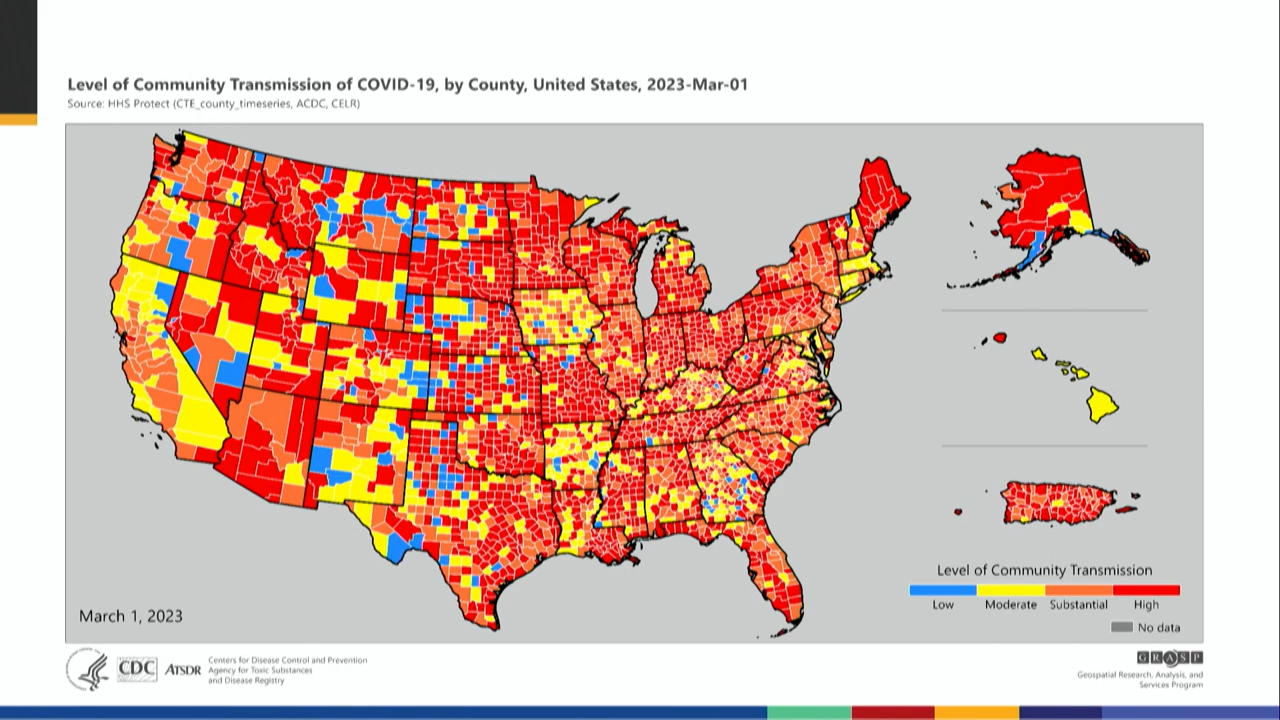 Level of Community Transmission of COVID-19, by County, United States, 2023-Mar-01
Source: HHS Protect (CTE_county_timeseries, ACDC, CELR)
Level of Community Transmission
Low Moderate Substantial High
No data
March 1, 2023
CDC
ATSDR
Centers for Disease Control and Prevention
Agency for Toxic Substances
and Disease Registry
GRASP
Geospatial Research, Analysis, and
Services Program